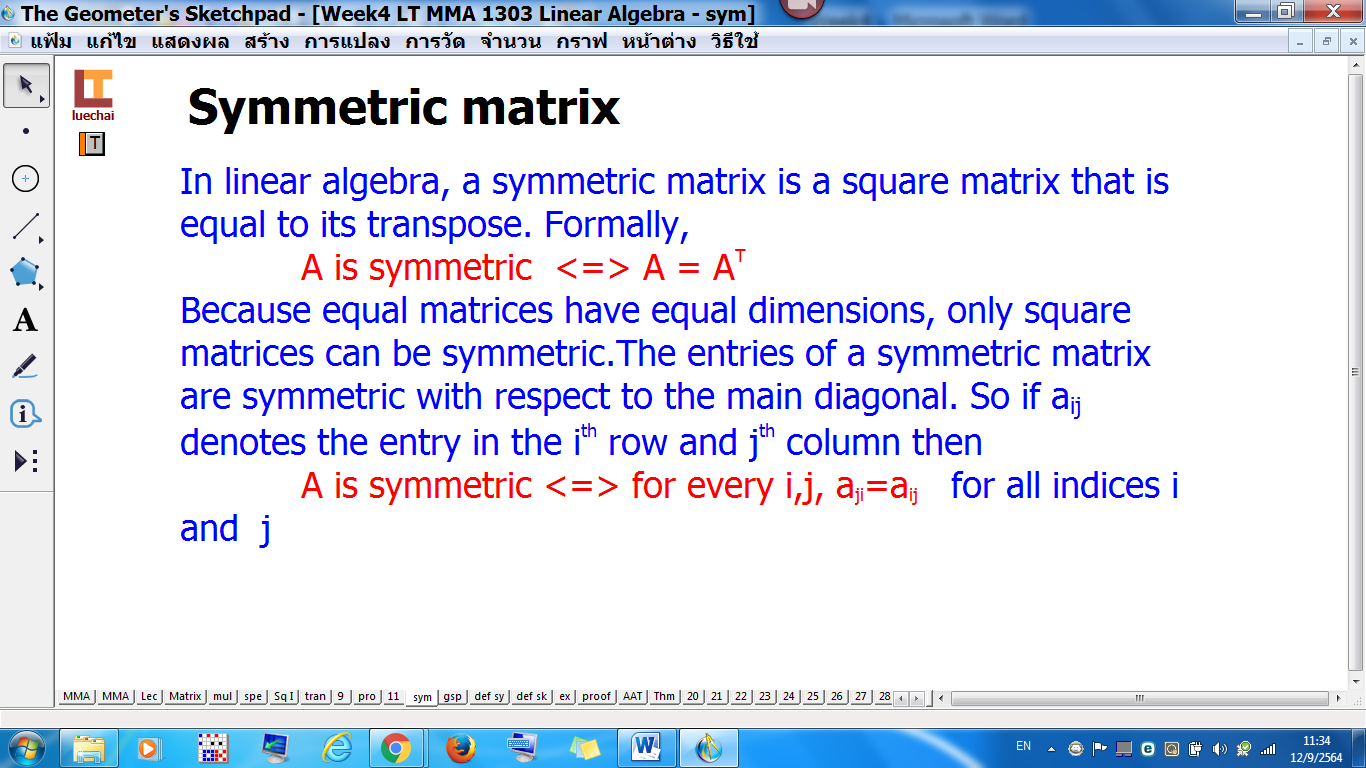 The Geometer's Sketchpad - [Week4 LT MMA 1303 Linear Algebra - sym]
แฟ้ม แก้ไข แสดงผล สร้าง การแปลง การวัด จำนวน กราฟ หน้าต่าง วิธีใช้
LT
luechai
T
Symmetric matrix
In linear algebra, a symmetric matrix is a square matrix that is
equal to its transpose. Formally,
A is symmetric <=> A = Aᵀ
Because equal matrices have equal dimensions, only square
matrices can be symmetric.The entries of a symmetric matrix
are symmetric with respect to the main diagonal. So if aij
denotes the entry in the ith row and jth column then
A is symmetric <=> for every i,j, aji=aij for all indices i
and j
A
MMA MMA Lec Matrix mul spe Sq I tran 9 pro 11 sym gsp def sy def sk ex proof AAT Thm 20 21 22 23 24 25 26 27 28
EN
11:34
12/9/2564